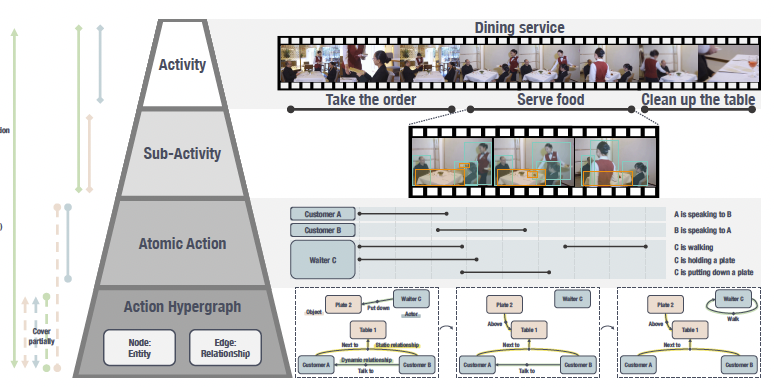 Dining service
Activity
Take the order
Serve food
Clean up the table
Sub-Activity
Atomic Action
Customer A
A is speaking to B
Customer B
B is speaking to A
Waiter C
C is walking
C is holding a plate
C is putting down a plate
Action Hypergraph
Node:
Entity
Edge:
Relationship
Cover
partially
Object
Plate 2
Put down
Waiter C
Actor
Table 1
Next to
Static relationship
Dynamic relationship
Customer A
Customer B
Talk to
Plate 2
Waiter C
Above
Table 1
Next to
Customer A
Customer B
Talk to
Plate 2
Waiter C
Above
Walk
Table 1
Next to
Customer A
Customer B